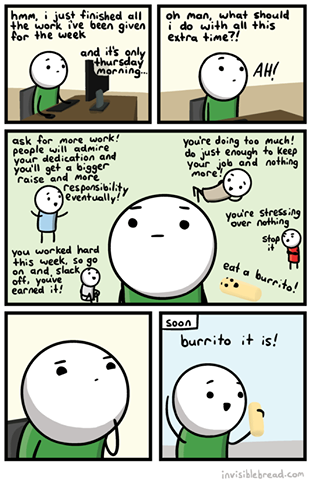 hmm, i just finished all
the work i've been given
for the week
and it's only
thursday
morning...
oh man, what should
i do with all this
extra time?!
AH!
ask for more work!
people will admire
your dedication and
you'll get a bigger
raise and more
responsibility
eventually!
you're doing too much!
do just enough to keep
your job and nothing
more!
you're stressing
over nothing
stop
it
you worked hard
this week, so go
on and slack
off, youve
earned it!
eat a burrito!
soon
burrito it is!
invisiblebread.com